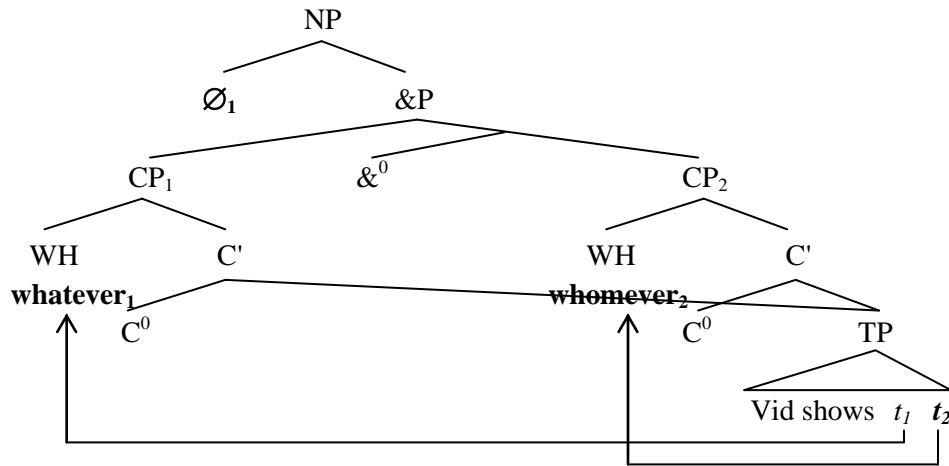 NP
∅₁ &P
CP₁ &⁰ CP₂
WH C' WH C'
whatever₁ whomever₂
C⁰ C⁰ TP
Vid shows t₁ t₂